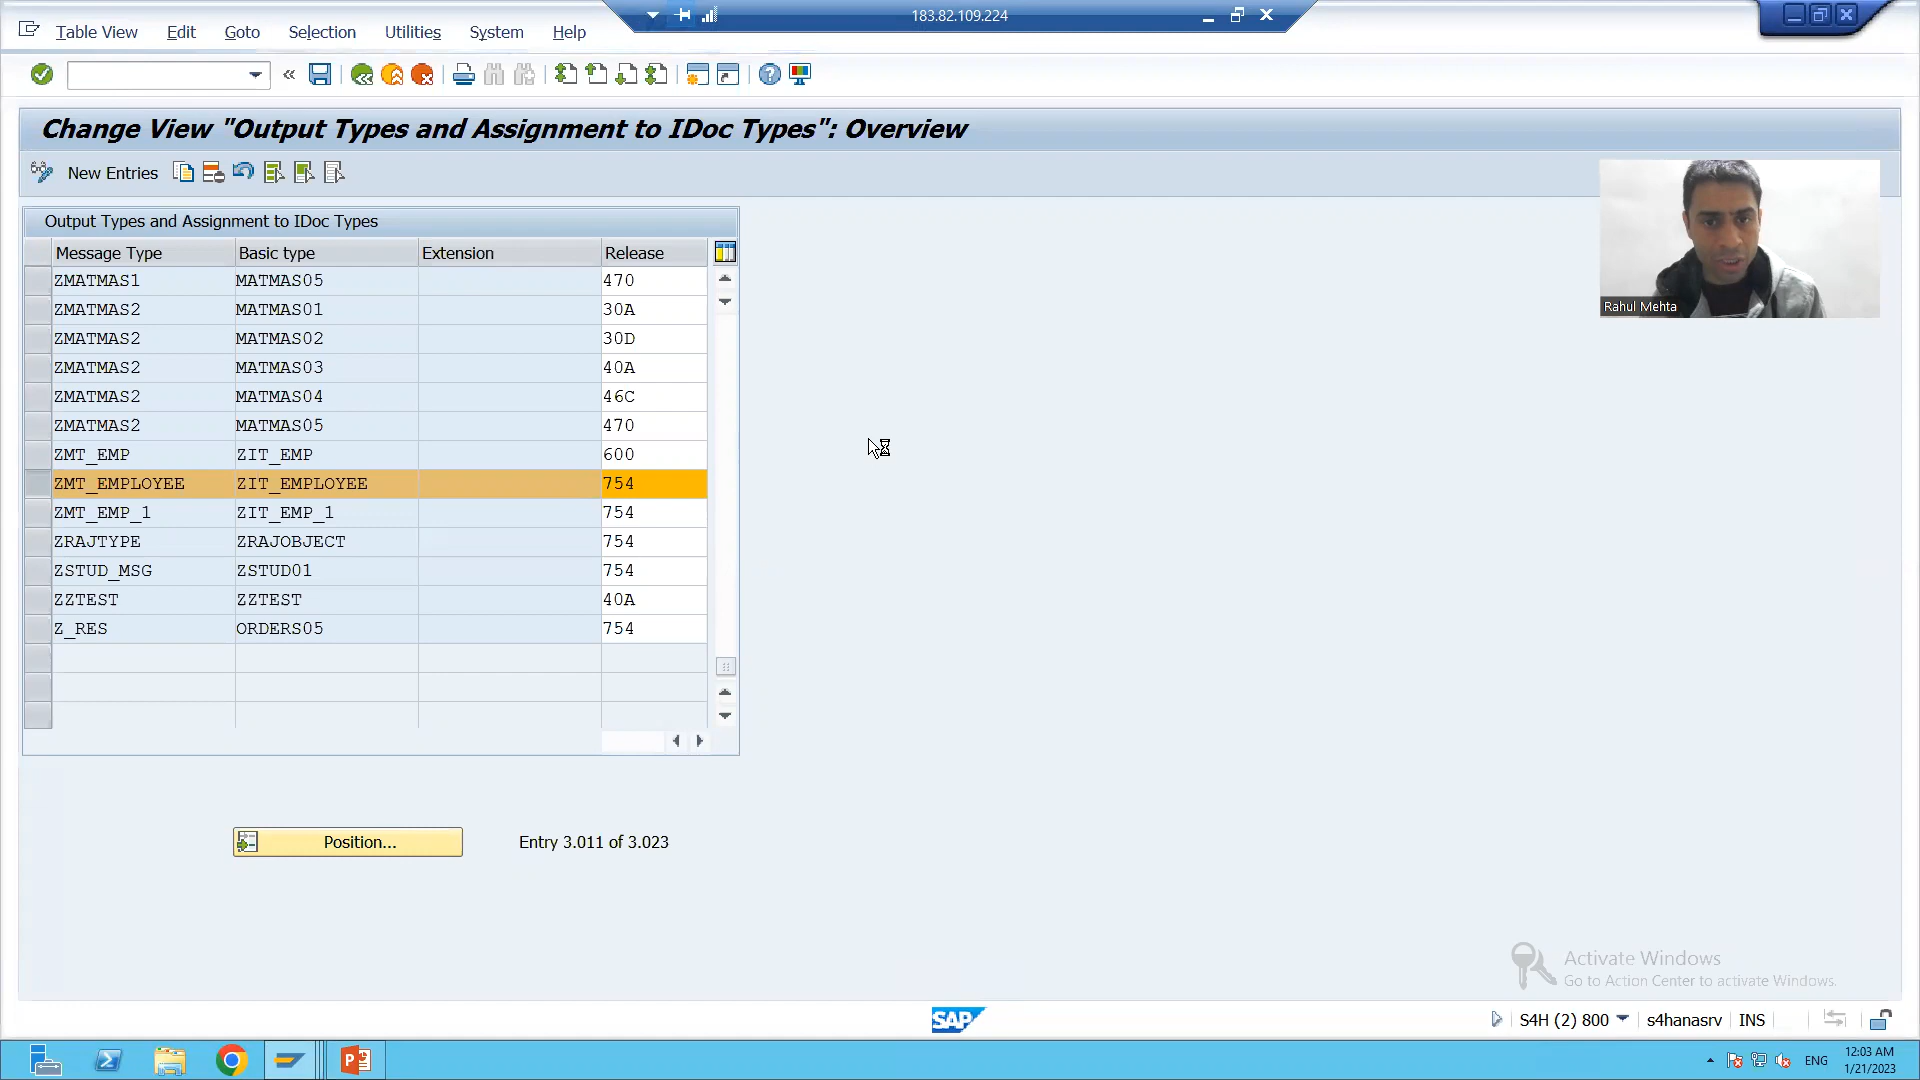 183.82.109.224
Table View Edit Goto Selection Utilities System Help
Change View "Output Types and Assignment to IDoc Types": Overview
New Entries
Rahul Mehta
Output Types and Assignment to IDoc Types
Message Type Basic type Extension Release
ZMATMAS1 MATMAS05 470
ZMATMAS2 MATMAS01 30A
ZMATMAS2 MATMAS02 30D
ZMATMAS2 MATMAS03 40A
ZMATMAS2 MATMAS04 46C
ZMATMAS2 MATMAS05 470
ZMT_EMP ZIT_EMP 600
ZMT_EMPLOYEE ZIT_EMPLOYEE 754
ZMT_EMP_1 ZIT_EMP_1 754
ZRAJTYPE ZRAJOBJECT 754
ZSTUD_MSG ZSTUD01 754
ZZTEST ZZTEST 40A
Z_RES ORDERS05 754
Position... Entry 3.011 of 3.023
Activate Windows
Go to Action Center to activate Windows.
SAP S4H (2) 800 s4hanasrv INS
ENG 12:03 AM
1/21/2023